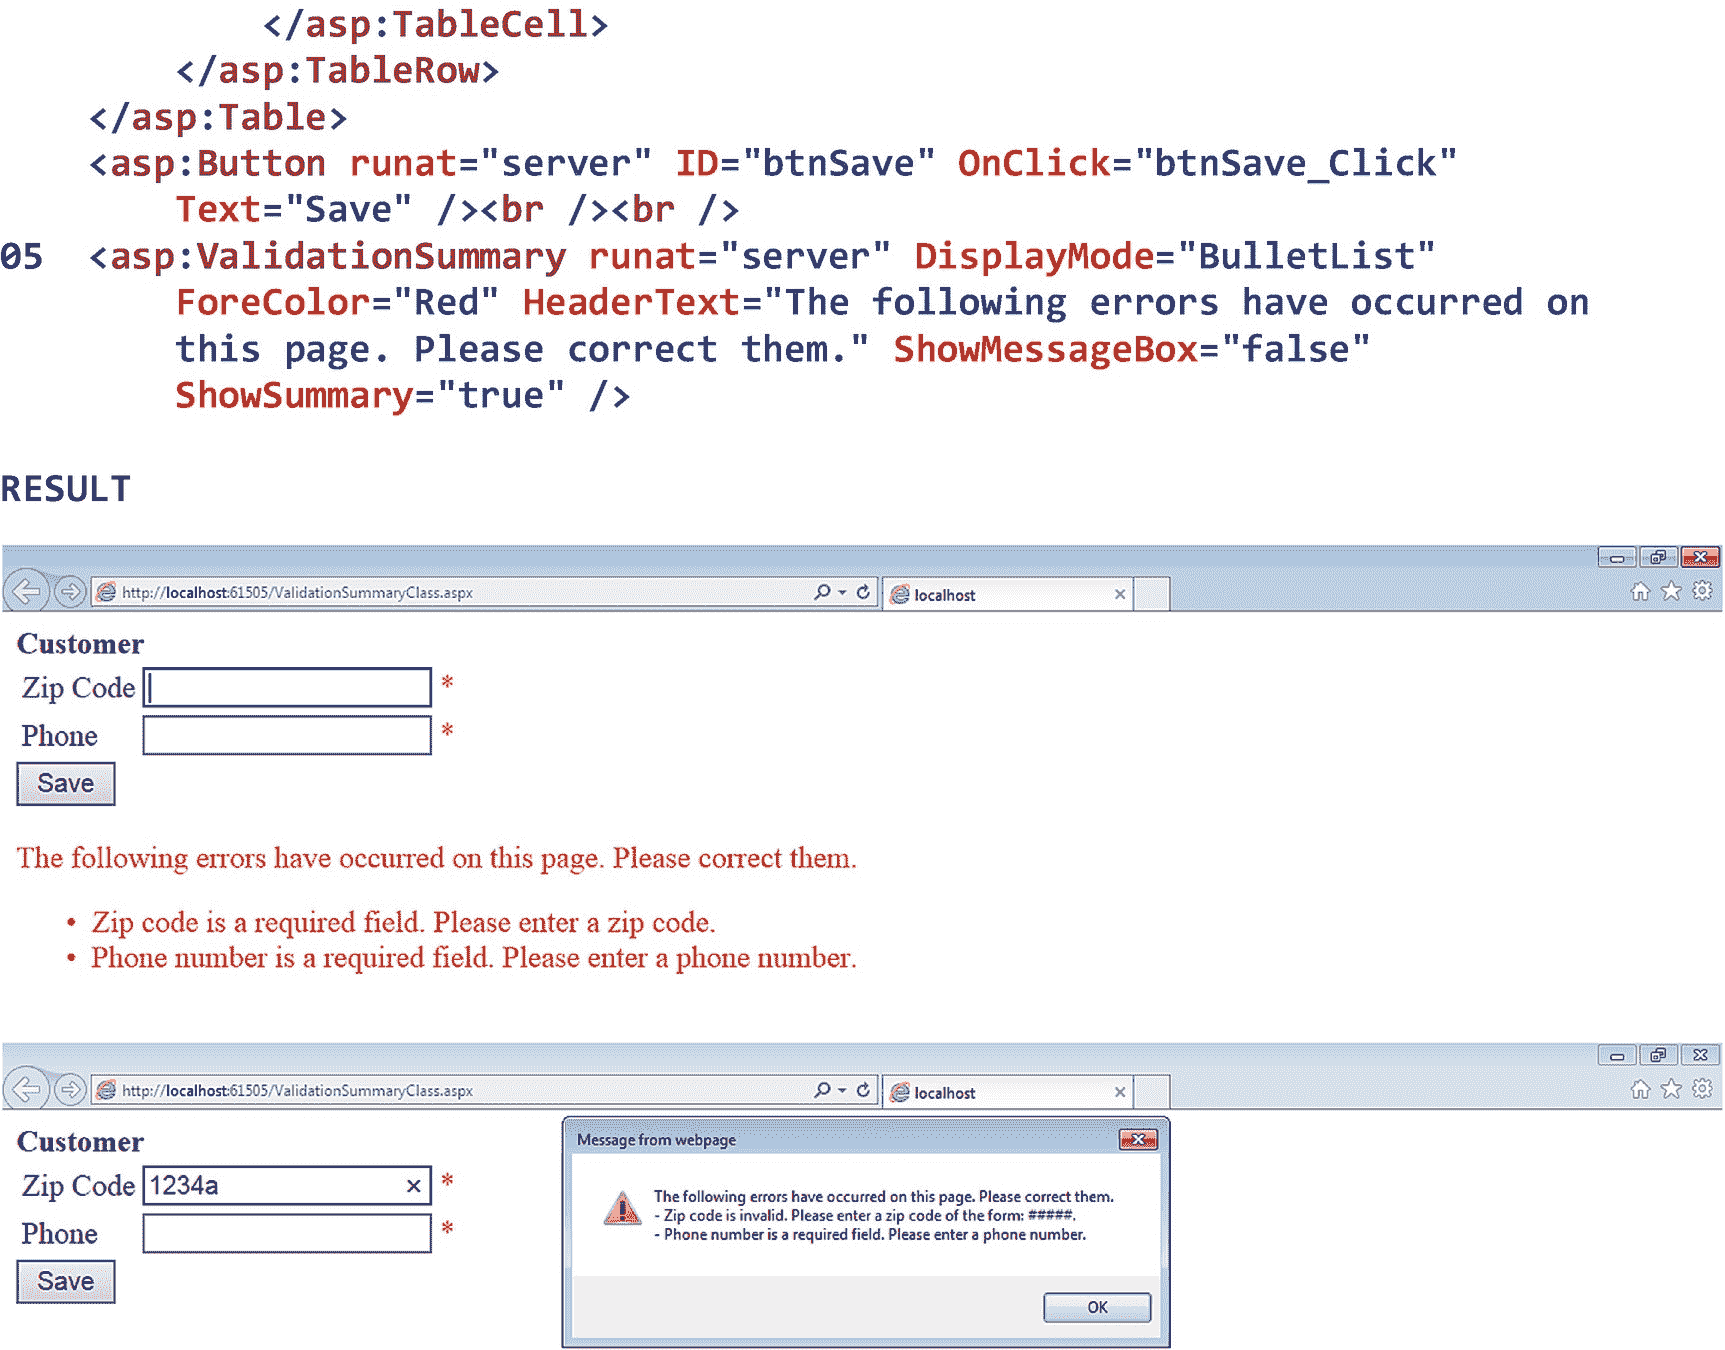 </asp:TableCell>
</asp:TableRow>
</asp:Table>
<asp:Button runat="server" ID="btnSave" OnClick="btnSave_Click"
Text="Save" /><br /><br />
05 <asp:ValidationSummary runat="server" DisplayMode="BulletList"
ForeColor="Red" HeaderText="The following errors have occurred on
this page. Please correct them." ShowMessageBox="false"
ShowSummary="true" />
RESULT
http://localhost:61505/ValidationSummaryClass.aspx localhost
Customer
Zip Code *
Phone *
Save
The following errors have occurred on this page. Please correct them.
• Zip code is a required field. Please enter a zip code.
• Phone number is a required field. Please enter a phone number.
http://localhost:61505/ValidationSummaryClass.aspx localhost
Customer
Zip Code 1234a *
Phone *
Save
Message from webpage
The following errors have occurred on this page. Please correct them.
- Zip code is invalid. Please enter a zip code of the form: #####.
- Phone number is a required field. Please enter a phone number.
OK